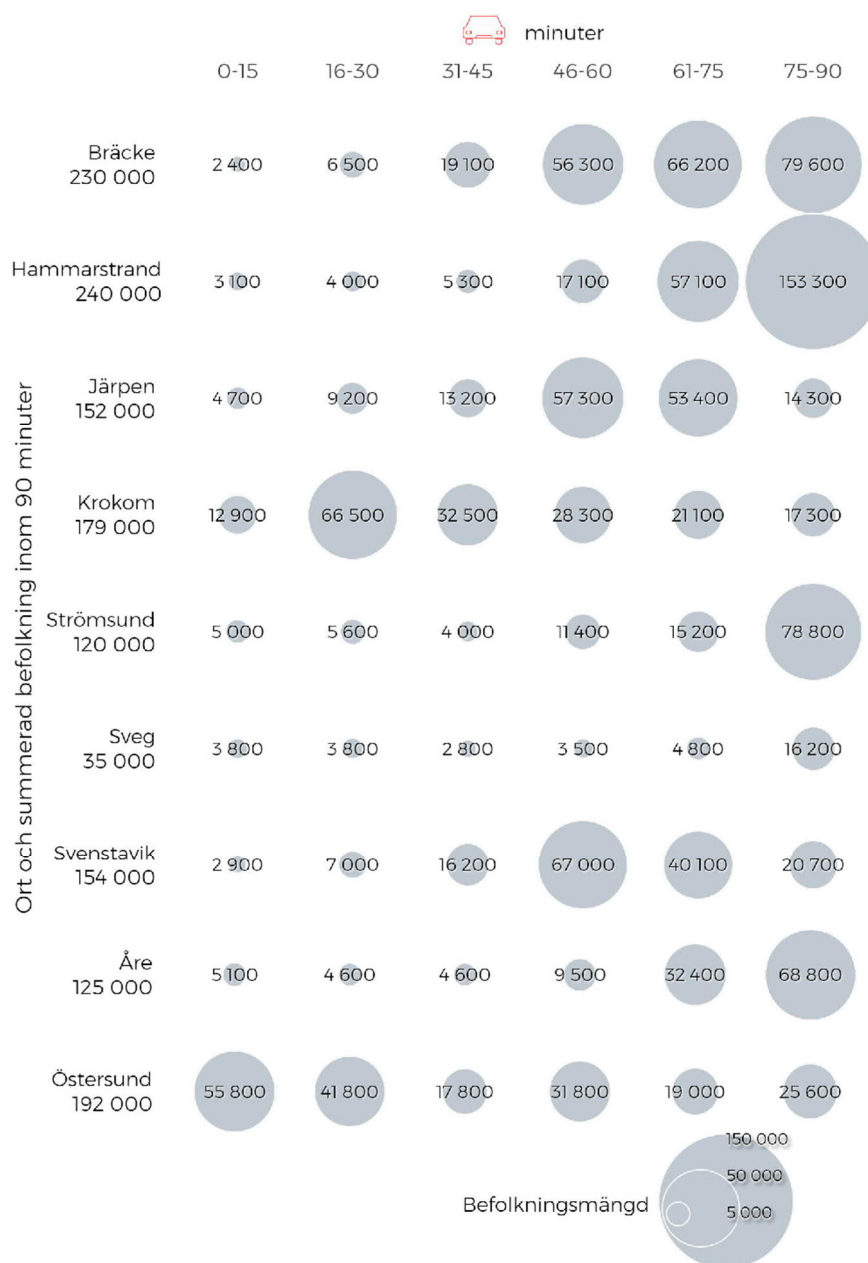 minuter
0-15 16-30 31-45 46-60 61-75 75-90
Ort och summerad befolkning inom 90 minuter
Bräcke
230 000
2 400 6 500 19 100 56 300 66 200 79 600
Hammarstrand
240 000
3 100 4 000 5 300 17 100 57 100 153 300
Järpen
152 000
4 700 9 200 13 200 57 300 53 400 14 300
Krokom
179 000
12 900 66 500 32 500 28 300 21 100 17 300
Strömsund
120 000
5 000 5 600 4 000 11 400 15 200 78 800
Sveg
35 000
3 800 3 800 2 800 3 500 4 800 16 200
Svenstavik
154 000
2 900 7 000 16 200 67 000 40 100 20 700
Åre
125 000
5 100 4 600 4 600 9 500 32 400 68 800
Östersund
192 000
55 800 41 800 17 800 31 800 19 000 25 600
Befolkningsmängd
150 000
50 000
5 000